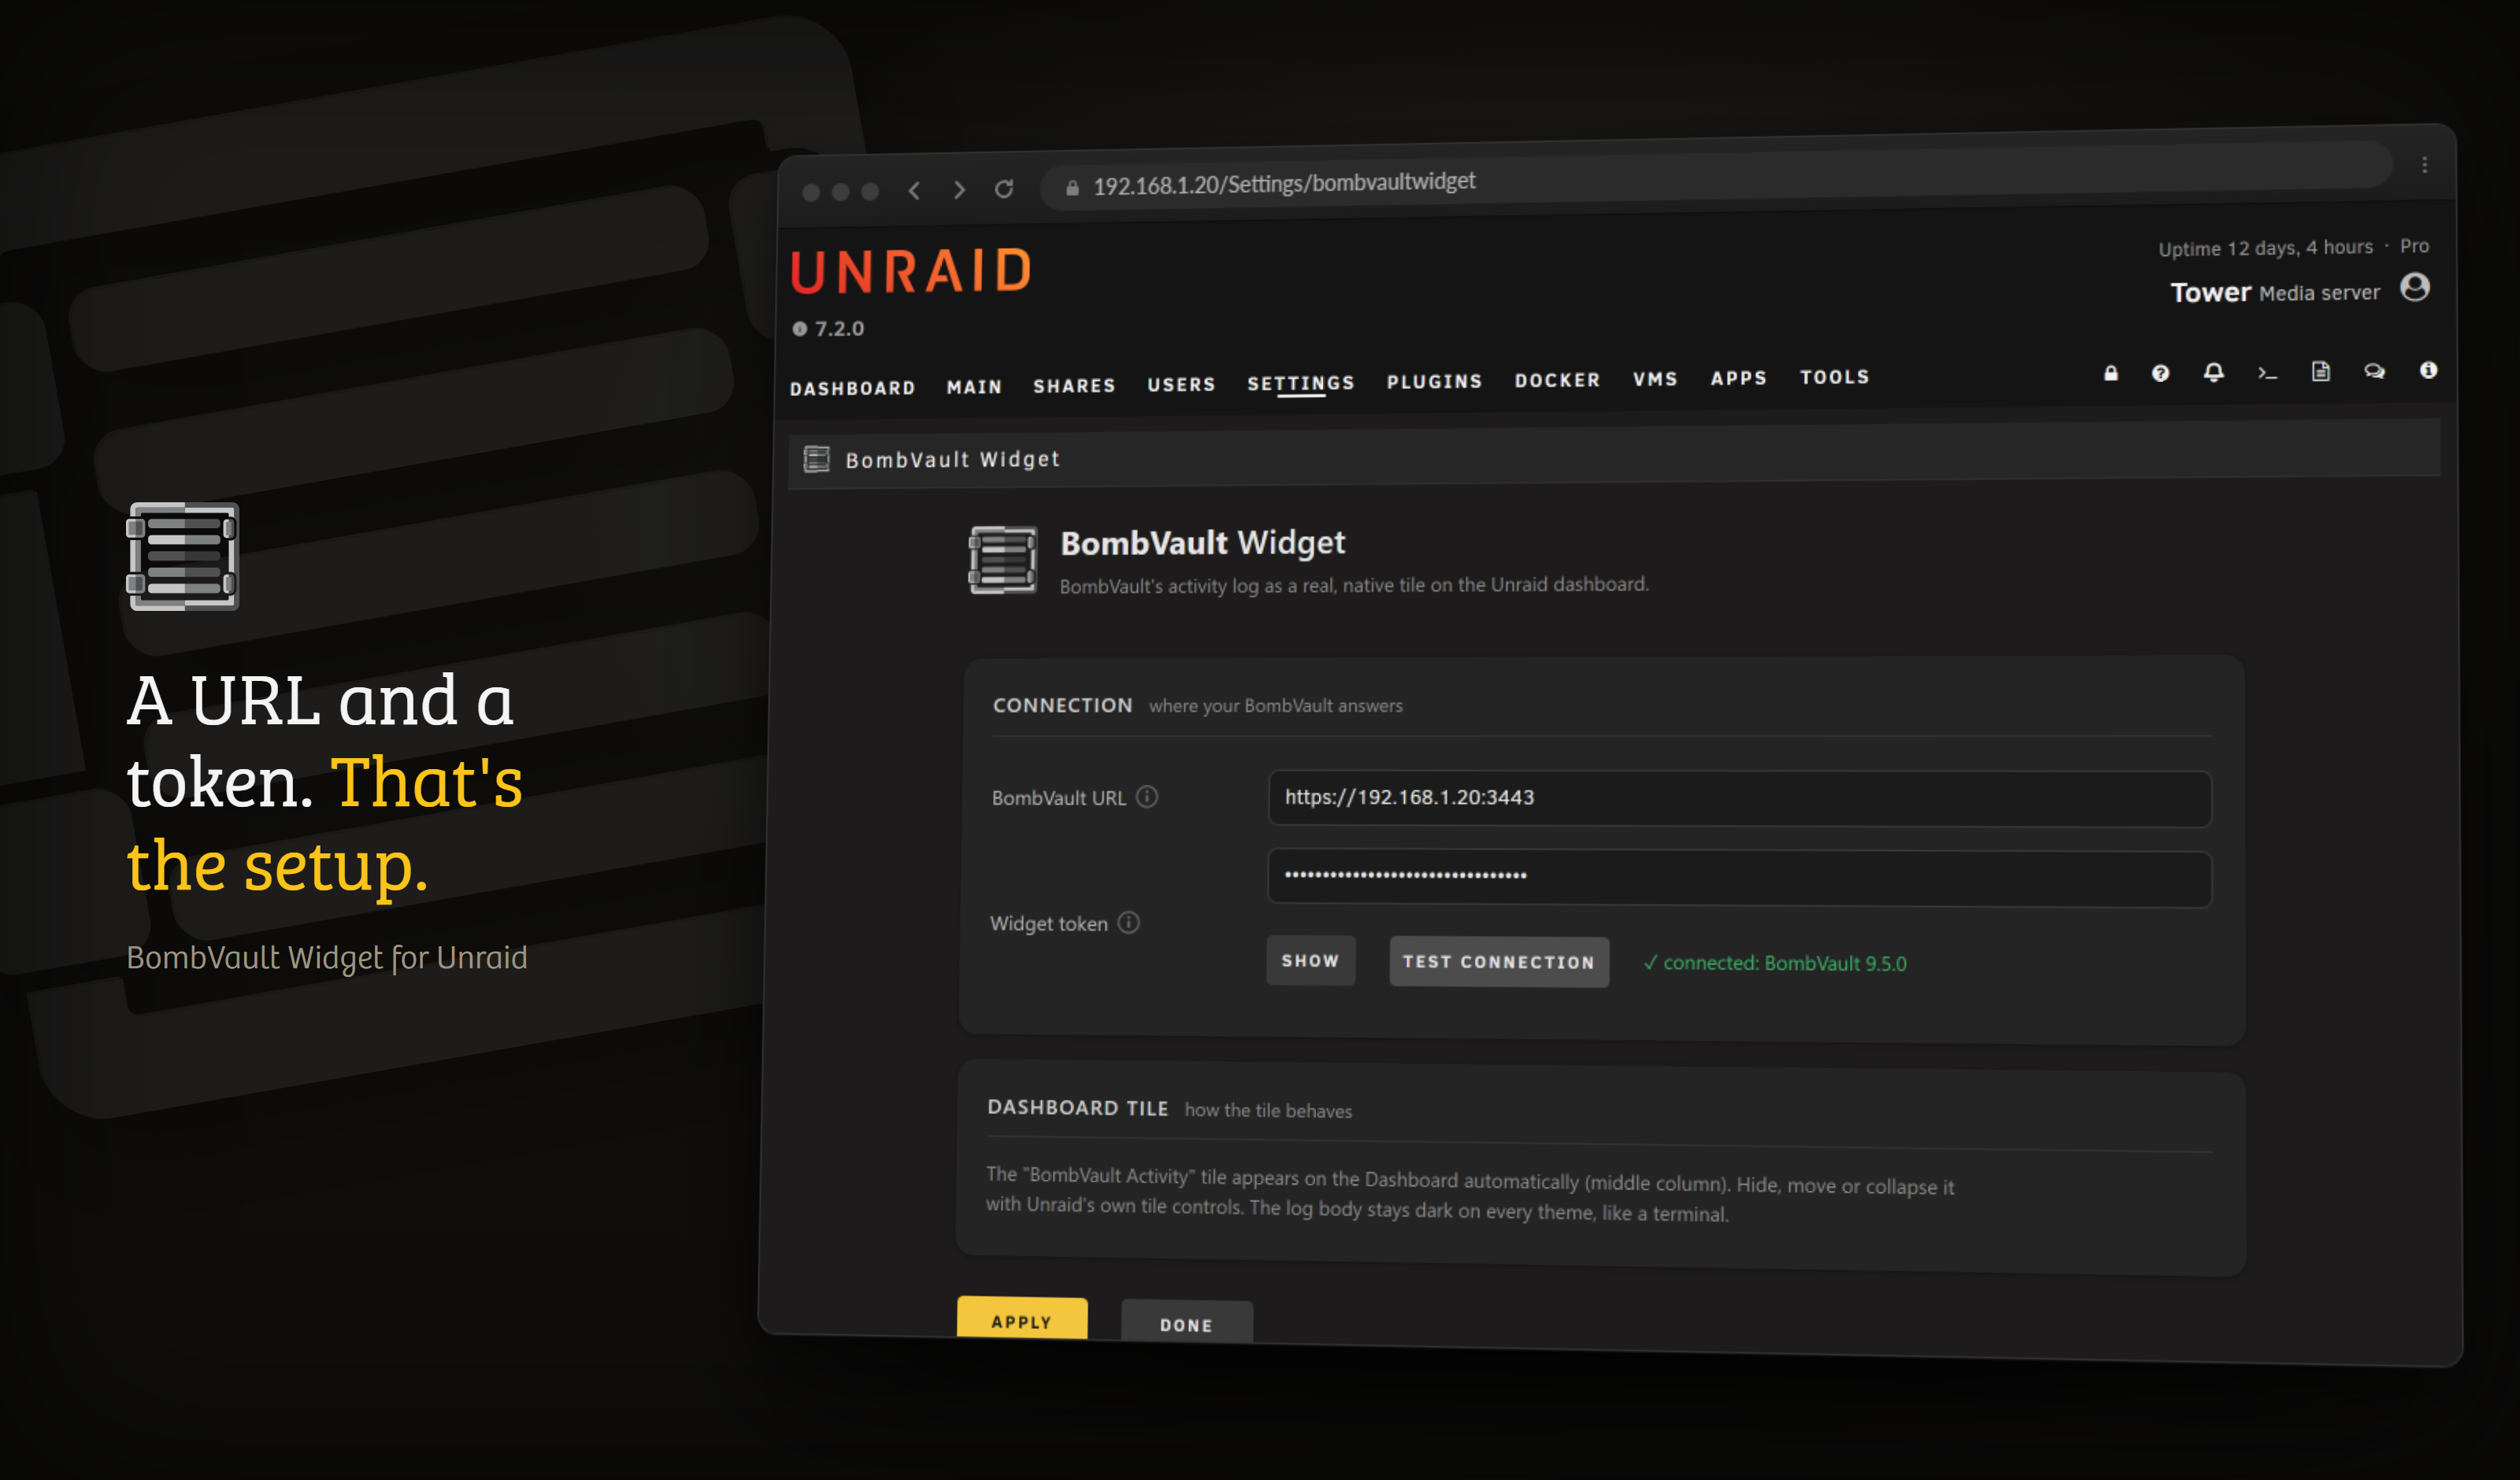 A URL and a
token. That's
the setup.
BombVault Widget for Unraid
192.168.1.20/Settings/bombvaultwidget
UNRAID
7.2.0
Uptime 12 days, 4 hours · Pro
Tower Media server
DASHBOARD MAIN SHARES USERS SETTINGS PLUGINS DOCKER VMS APPS TOOLS
BombVault Widget
BombVault Widget
BombVault's activity log as a real, native tile on the Unraid dashboard.
CONNECTION where your BombVault answers
BombVault URL https://192.168.1.20:3443
••••••••••••••••••••••••••••••••
Widget token
SHOW TEST CONNECTION ✓ connected: BombVault 9.5.0
DASHBOARD TILE how the tile behaves
The "BombVault Activity" tile appears on the Dashboard automatically (middle column). Hide, move or collapse it
with Unraid's own tile controls. The log body stays dark on every theme, like a terminal.
APPLY DONE